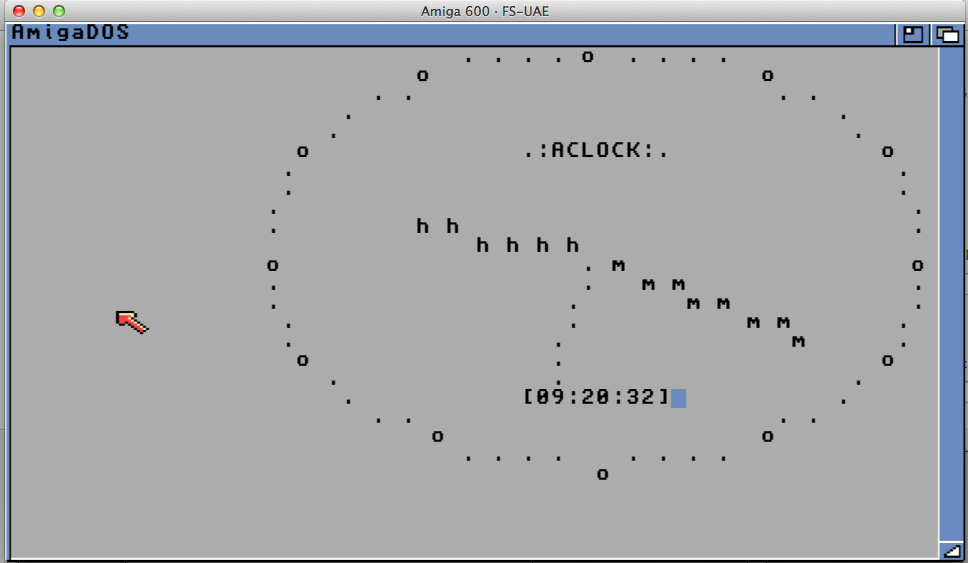 Amiga 600 · FS-UAE
AmigaDOS
. . . . o . . . .
o o
. . . .
. .
. .
o .:ACLOCK:. o
. .
. .
. .
. h h .
h h h h
o . m o
. . m m .
. . m m .
. . m m .
. . m .
o . o
. . .
. [09:20:32] .
. . . .
o o
. . . . . . . .
o